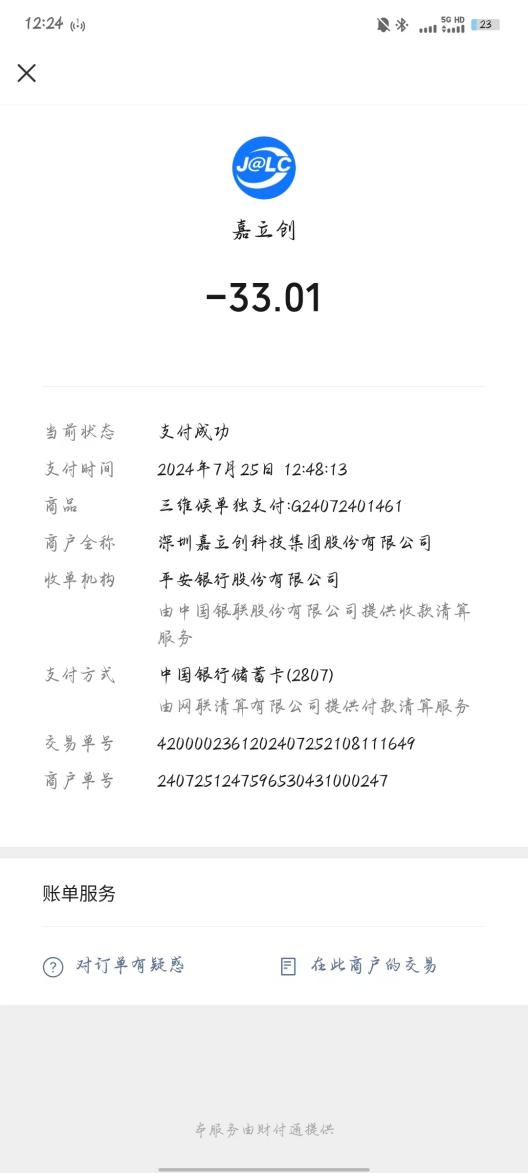 12:24
5G HD
23
J@LC
嘉立创
-33.01
当前状态 支付成功
支付时间 2024年7月25日 12:48:13
商品 三维候单独支付:G24072401461
商户全称 深圳嘉立创科技集团股份有限公司
收单机构 平安银行股份有限公司
由中国银联股份有限公司提供收款清算
服务
支付方式 中国银行储蓄卡(2807)
由网联清算有限公司提供付款清算服务
交易单号 4200002361202407252108111649
商户单号 24072512475965304310002​47
账单服务
对订单有疑惑 在此商户的交易
本服务由财付通提供